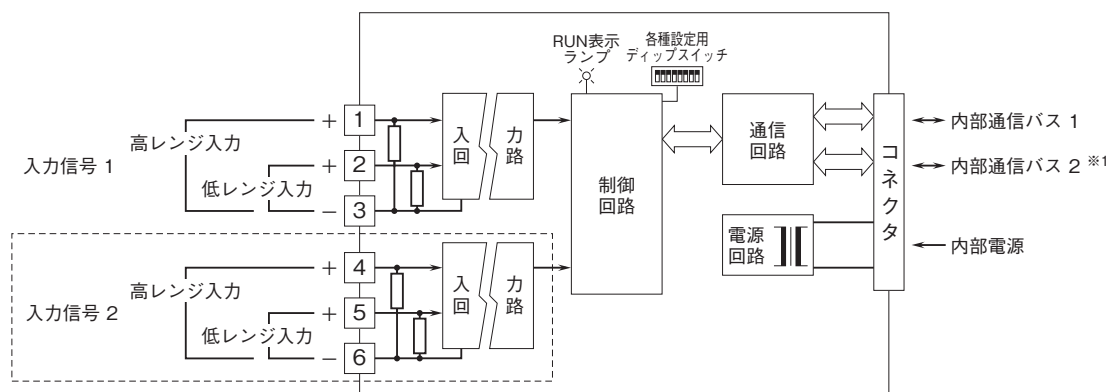 RUN表示
ランプ
各種設定用
ディップスイッチ
入力信号 1
高レンジ入力
低レンジ入力
+ 1
+ 2
− 3
入力
回路
制御
回路
通信
回路
電源
回路
コネクタ
内部通信バス 1
内部通信バス 2 ※1
内部電源
入力信号 2
高レンジ入力
低レンジ入力
+ 4
+ 5
− 6
入力
回路